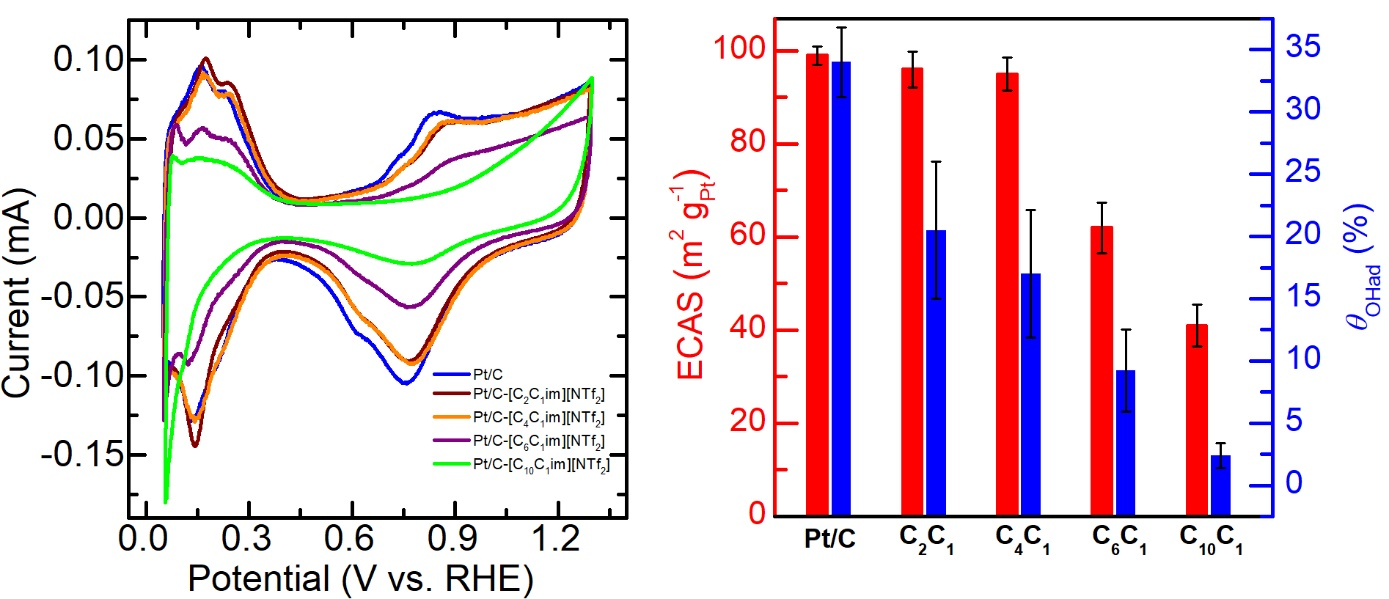 0.10
0.05
0.00
-0.05
-0.10
-0.15
Current (mA)
0.0 0.3 0.6 0.9 1.2
Potential (V vs. RHE)
Pt/C
Pt/C-[C₂C₁im][NTf₂]
Pt/C-[C₄C₁im][NTf₂]
Pt/C-[C₆C₁im][NTf₂]
Pt/C-[C₁₀C₁im][NTf₂]
100
80
60
40
20
0
ECAS (m² g⁻¹Pt)
Pt/C C₂C₁ C₄C₁ C₆C₁ C₁₀C₁
35
30
25
20
15
10
5
0
θOHad (%)